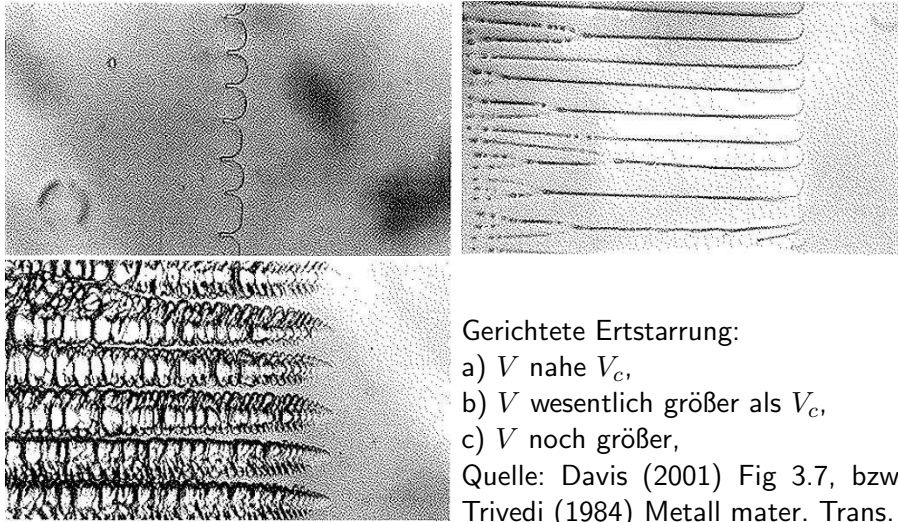 Gerichtete Ertstarrung:
a) V nahe V_c,
b) V wesentlich größer als V_c,
c) V noch größer,
Quelle: Davis (2001) Fig 3.7, bzw
Trivedi (1984) Metall mater. Trans.